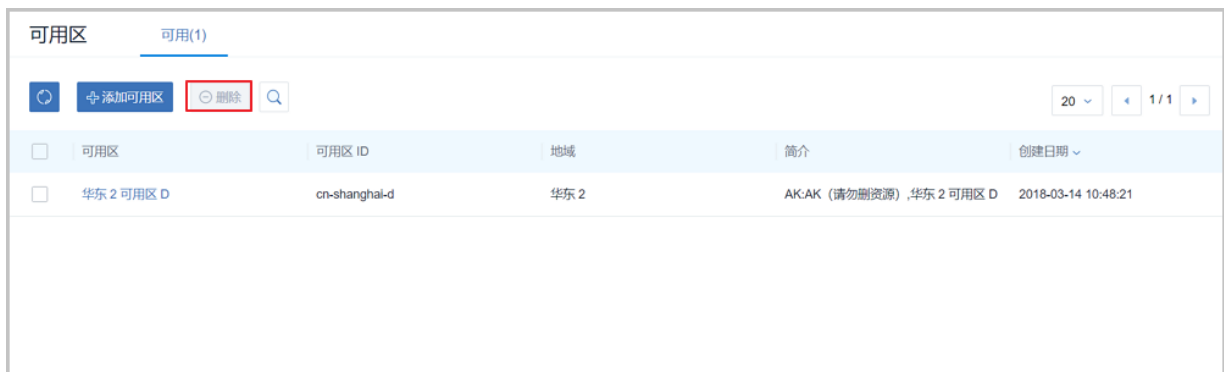 可用区 可用(1)
添加可用区 删除 20 1 / 1
可用区 可用区 ID 地域 简介 创建日期
华东 2 可用区 D cn-shanghai-d 华东 2 AK:AK（请勿删资源）,华东 2 可用区 D 2018-03-14 10:48:21